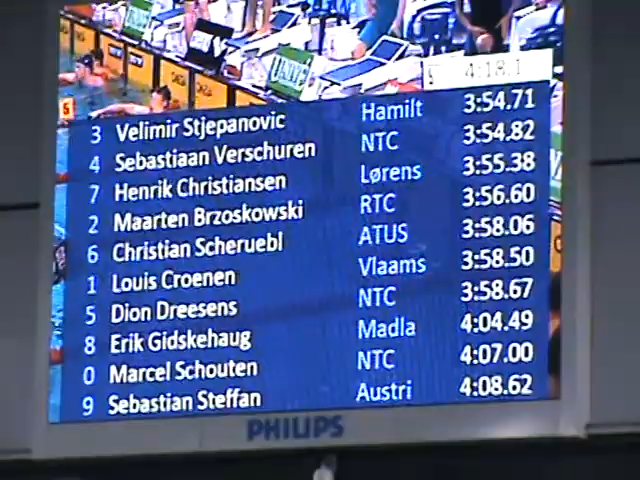 4:18.1
3 Velimir Stjepanovic Hamilt 3:54.71
4 Sebastiaan Verschuren NTC 3:54.82
7 Henrik Christiansen Lørens 3:55.38
2 Maarten Brzoskowski RTC 3:56.60
6 Christian Scheruebl ATUS 3:58.06
1 Louis Croenen Vlaams 3:58.50
5 Dion Dreesens NTC 3:58.67
8 Erik Gidskehaug Madla 4:04.49
0 Marcel Schouten NTC 4:07.00
9 Sebastian Steffan Austri 4:08.62
PHILIPS